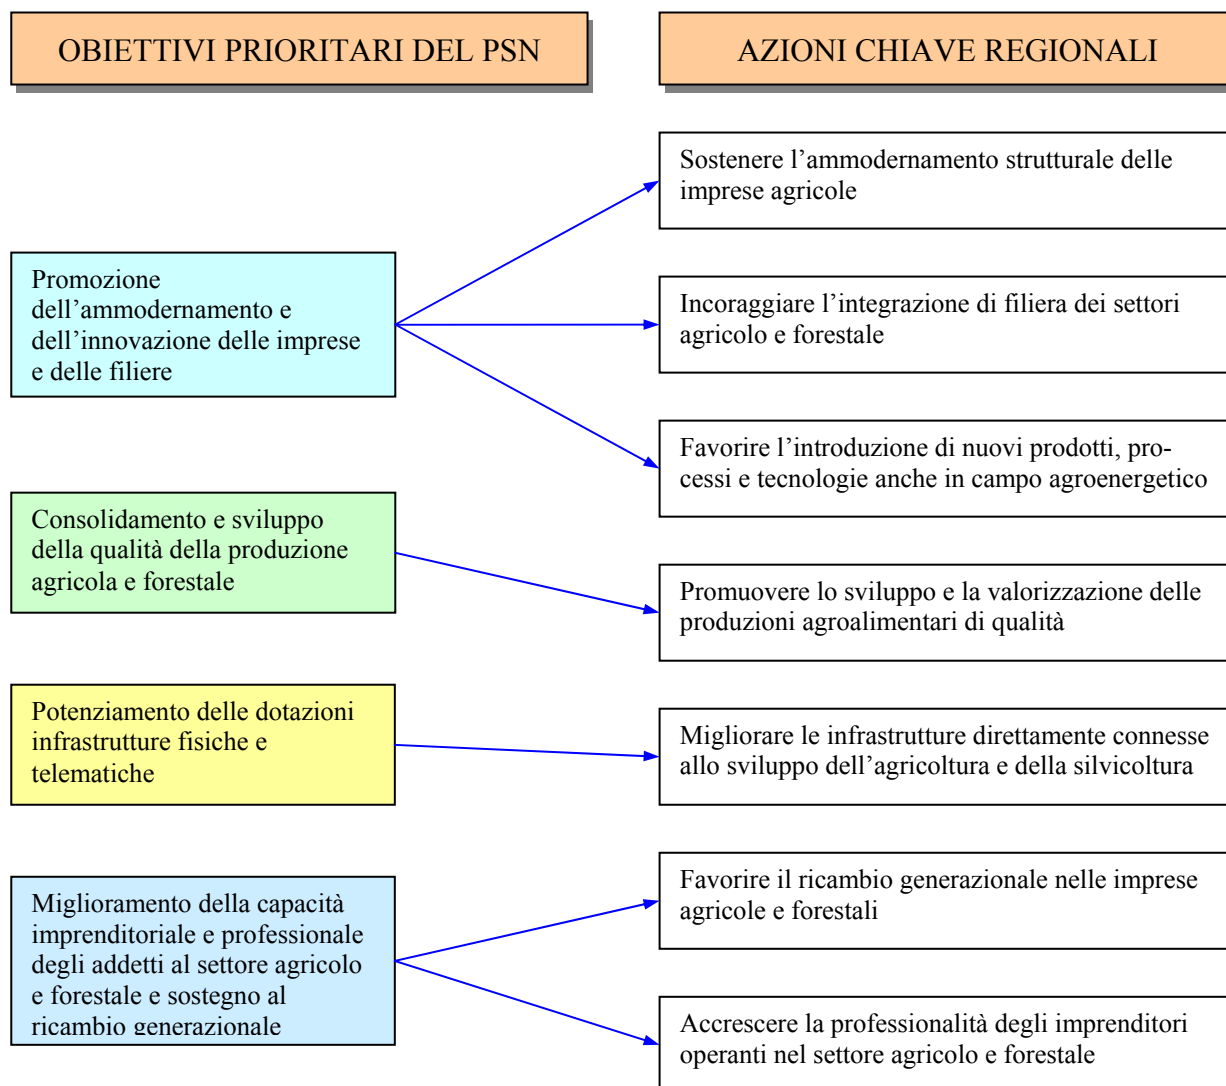 OBIETTIVI PRIORITARI DEL PSN
AZIONI CHIAVE REGIONALI
Promozione
dell’ammodernamento e
dell’innovazione delle imprese
e delle filiere
Sostenere l’ammodernamento strutturale delle
imprese agricole
Incoraggiare l’integrazione di filiera dei settori
agricolo e forestale
Favorire l’introduzione di nuovi prodotti, pro-
cessi e tecnologie anche in campo agroenergetico
Consolidamento e sviluppo
della qualità della produzione
agricola e forestale
Promuovere lo sviluppo e la valorizzazione delle
produzioni agroalimentari di qualità
Potenziamento delle dotazioni
infrastrutture fisiche e
telematiche
Migliorare le infrastrutture direttamente connesse
allo sviluppo dell’agricoltura e della silvicoltura
Miglioramento della capacità
imprenditoriale e professionale
degli addetti al settore agricolo
e forestale e sostegno al
ricambio generazionale
Favorire il ricambio generazionale nelle imprese
agricole e forestali
Accrescere la professionalità degli imprenditori
operanti nel settore agricolo e forestale